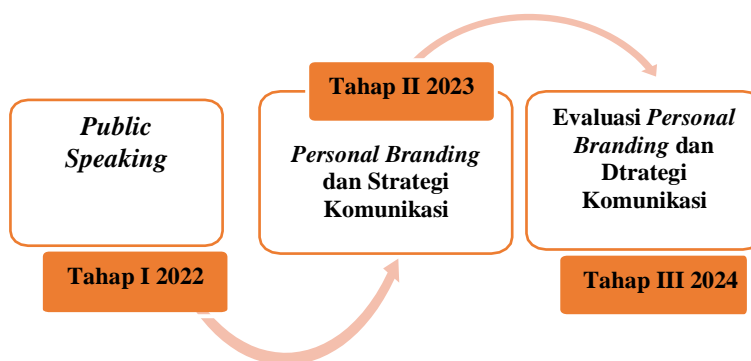 Public
Speaking
Tahap I 2022
Tahap II 2023
Personal Branding
dan Strategi
Komunikasi
Evaluasi Personal
Branding dan
Dtrategi
Komunikasi
Tahap III 2024